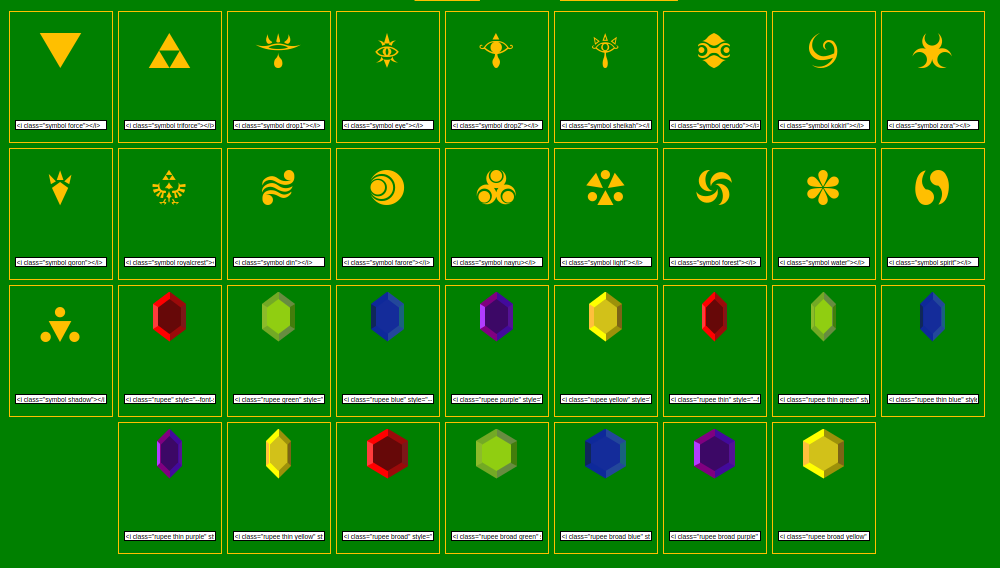 <i class="symbol force"></i>
<i class="symbol triforce"></i>
<i class="symbol drop1"></i>
<i class="symbol eye"></i>
<i class="symbol drop2"></i>
<i class="symbol sheikah"></i
<i class="symbol gerudo"></i>
<i class="symbol kokiri"></i>
<i class="symbol zora"></i>
<i class="symbol goron"></i>
<i class="symbol royalcrest">
<i class="symbol din"></i>
<i class="symbol farore"></i>
<i class="symbol nayru"></i>
<i class="symbol light"></i>
<i class="symbol forest"></i>
<i class="symbol water"></i>
<i class="symbol spirit"></i>
<i class="symbol shadow"></i
<i class="rupee" style="--font-
<i class="rupee green" style="
<i class="rupee blue" style="--
<i class="rupee purple" style=
<i class="rupee yellow" style=
<i class="rupee thin" style="--f
<i class="rupee thin green" sty
<i class="rupee thin blue" style
<i class="rupee thin purple" st
<i class="rupee thin yellow" st
<i class="rupee broad" style="
<i class="rupee broad green"
<i class="rupee broad blue" st
<i class="rupee broad purple"
<i class="rupee broad yellow"